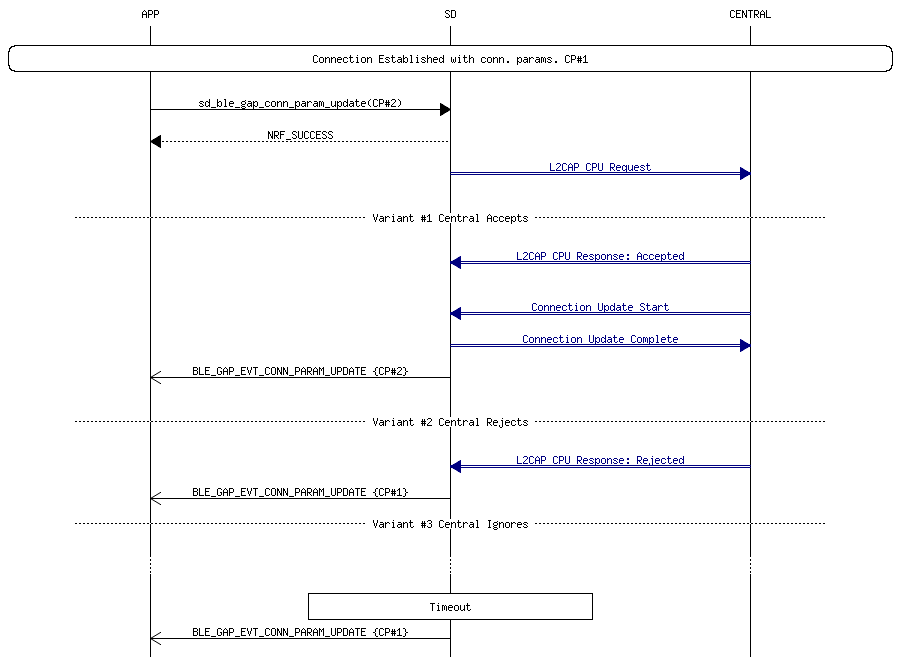 APP SD CENTRAL
Connection Established with conn. params. CP#1
sd_ble_gap_conn_param_update(CP#2)
NRF_SUCCESS
L2CAP CPU Request
Variant #1 Central Accepts
L2CAP CPU Response: Accepted
Connection Update Start
Connection Update Complete
BLE_GAP_EVT_CONN_PARAM_UPDATE {CP#2}
Variant #2 Central Rejects
L2CAP CPU Response: Rejected
BLE_GAP_EVT_CONN_PARAM_UPDATE {CP#1}
Variant #3 Central Ignores
Timeout
BLE_GAP_EVT_CONN_PARAM_UPDATE {CP#1}